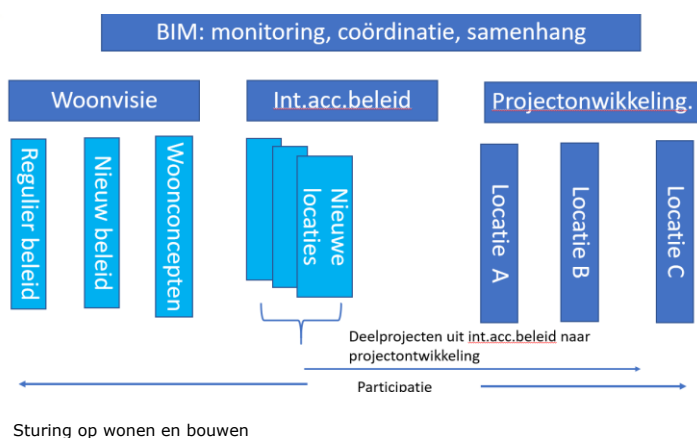 BIM: monitoring, coördinatie, samenhang
Woonvisie
Int.acc.beleid
Projectonwikkeling.
Regulier beleid
Nieuw beleid
Woonconcepten
Nieuwe
locaties
Locatie A
Locatie B
Locatie C
Deelprojecten uit int.acc.beleid naar
projectontwikkeling
Participatie
Sturing op wonen en bouwen